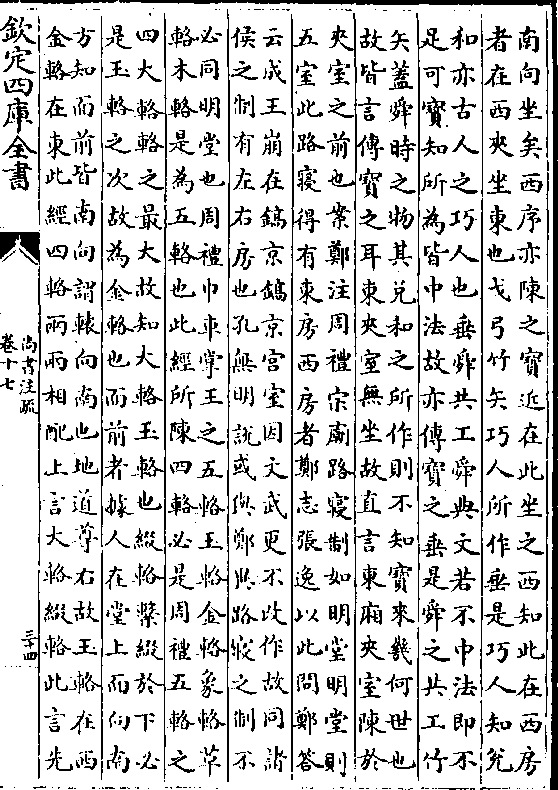 南向坐矣西序亦陳之寳近在此坐之西知此在西房
者在西夾坐東也戈弓竹矢巧人所作垂是巧人知兊
和亦古人之巧人也垂舜共工舜典文若不中法即不
足可寳知所為皆中法故亦傳寳之垂是舜之共工竹
矢葢舜時之物其兊和之所作則不知寳來幾何世也
故皆言傳寳之耳東夾室無坐故直言東廂夾室陳於
夾室之前也案鄭注周禮宗廟路寢制如明堂明堂則
五室此路寢得有東房西房者鄭志張逸以此問鄭答
云成王崩在鎬京鎬京宫室因文武更不改作故同諸
侯之制有左右房也孔無明說或與鄭異路寢之制不
必同明堂也周禮巾車掌王之五輅玉輅金輅象輅革
輅木輅是為五輅也此經所陳四輅必是周禮五輅之
四大輅輅之最大故知大輅玉輅也綴輅繫綴於下必
是玉輅之次故為金輅也面前者據人在堂上面向南
方知面前皆南向謂轅向南也地道尊右故玉輅在西
金輅在東此經四輅兩兩相配上言大輅綴輅此言先
欽定四庫全書
尚書注疏
卷十七
三十四